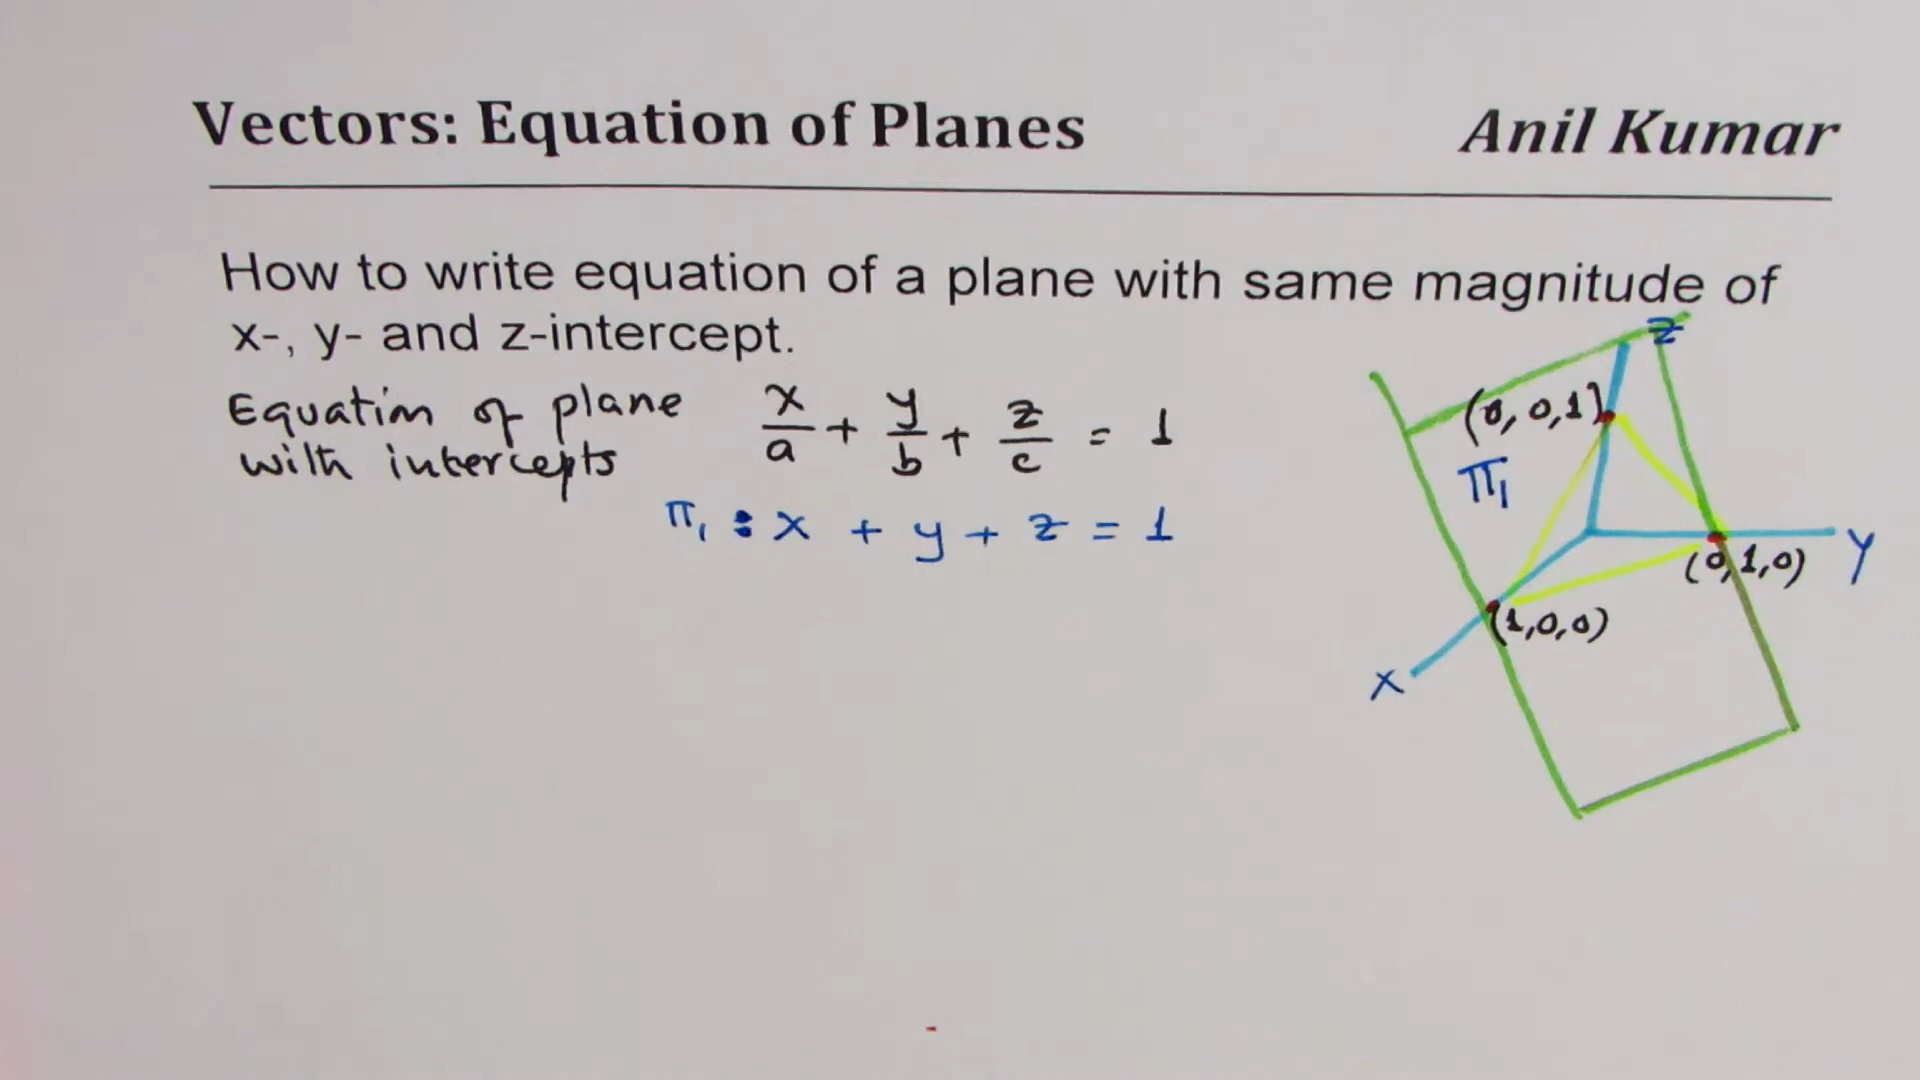 Vectors: Equation of Planes Anil Kumar
How to write equation of a plane with same magnitude of
x-, y- and z-intercept.
Equation of plane
with intercepts
x/a + y/b + z/c = 1
π₁ : x + y + z = 1
z
(0, 0, 1)
π₁
(0, 1, 0)
y
(1, 0, 0)
x